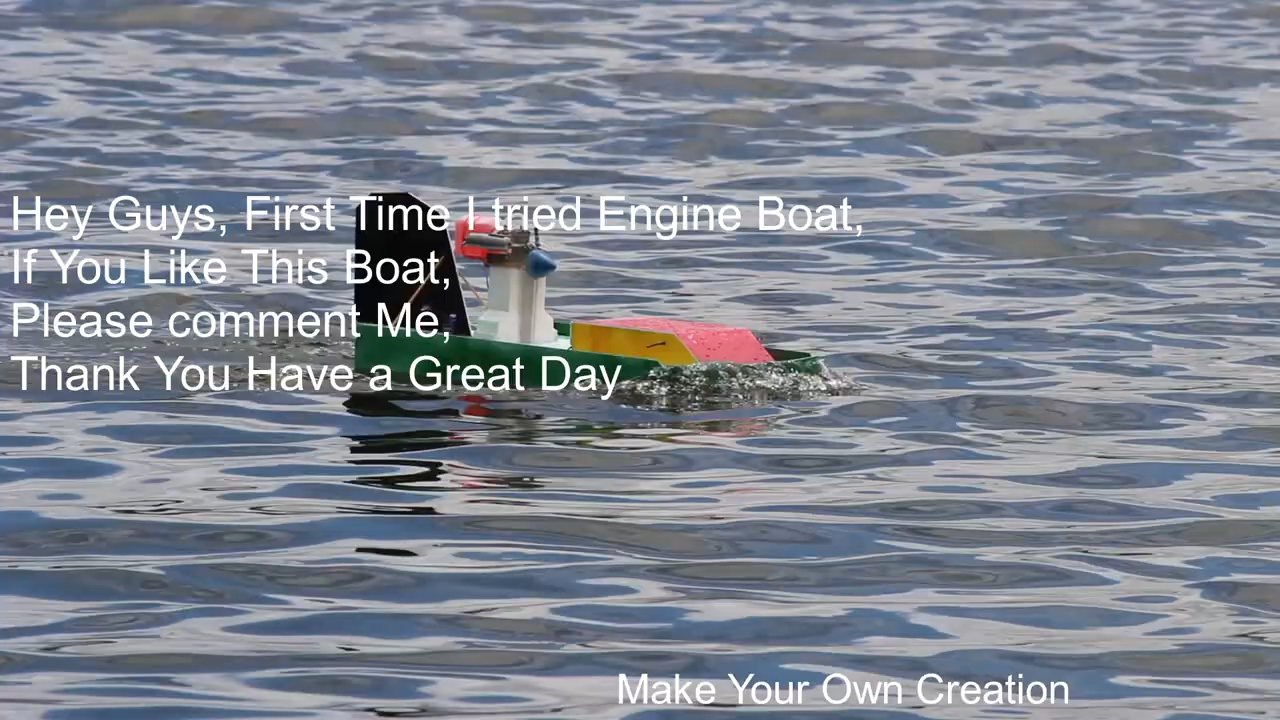 Hey Guys, First Time I tried Engine Boat,
If You Like This Boat,
Please comment Me,
Thank You Have a Great Day
Make Your Own Creation